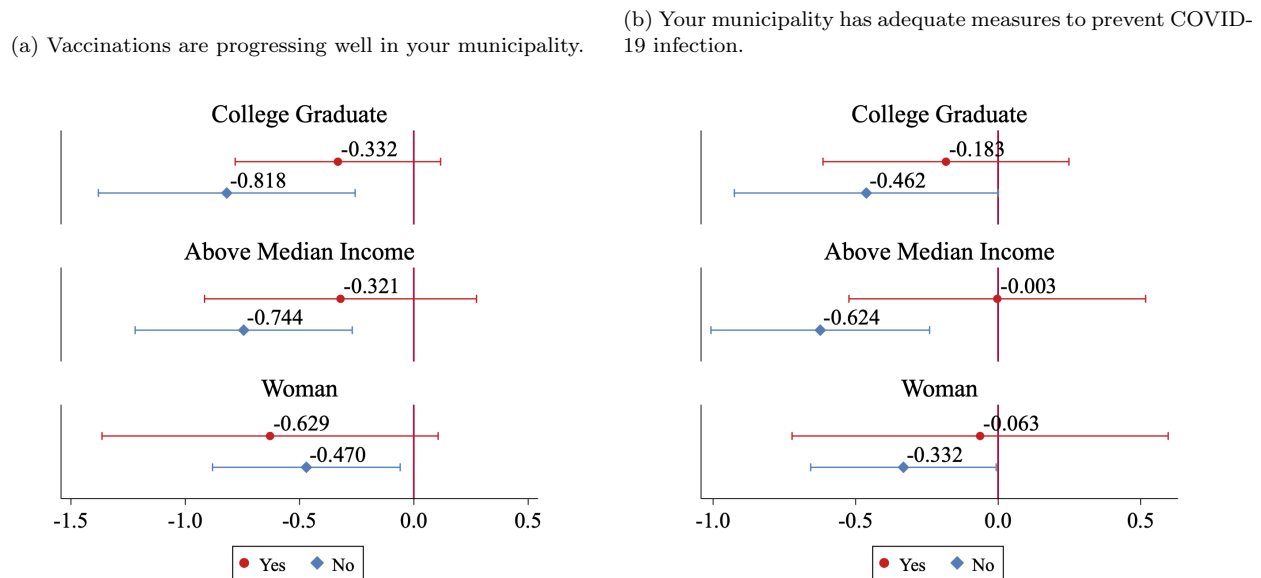 (a) Vaccinations are progressing well in your municipality.
College Graduate
-0.332
-0.818
Above Median Income
-0.321
-0.744
Woman
-0.629
-0.470
-1.5 -1.0 -0.5 0.0 0.5
Yes No
(b) Your municipality has adequate measures to prevent COVID-
19 infection.
College Graduate
-0.183
-0.462
Above Median Income
-0.003
-0.624
Woman
-0.063
-0.332
-1.0 -0.5 0.0 0.5
Yes No